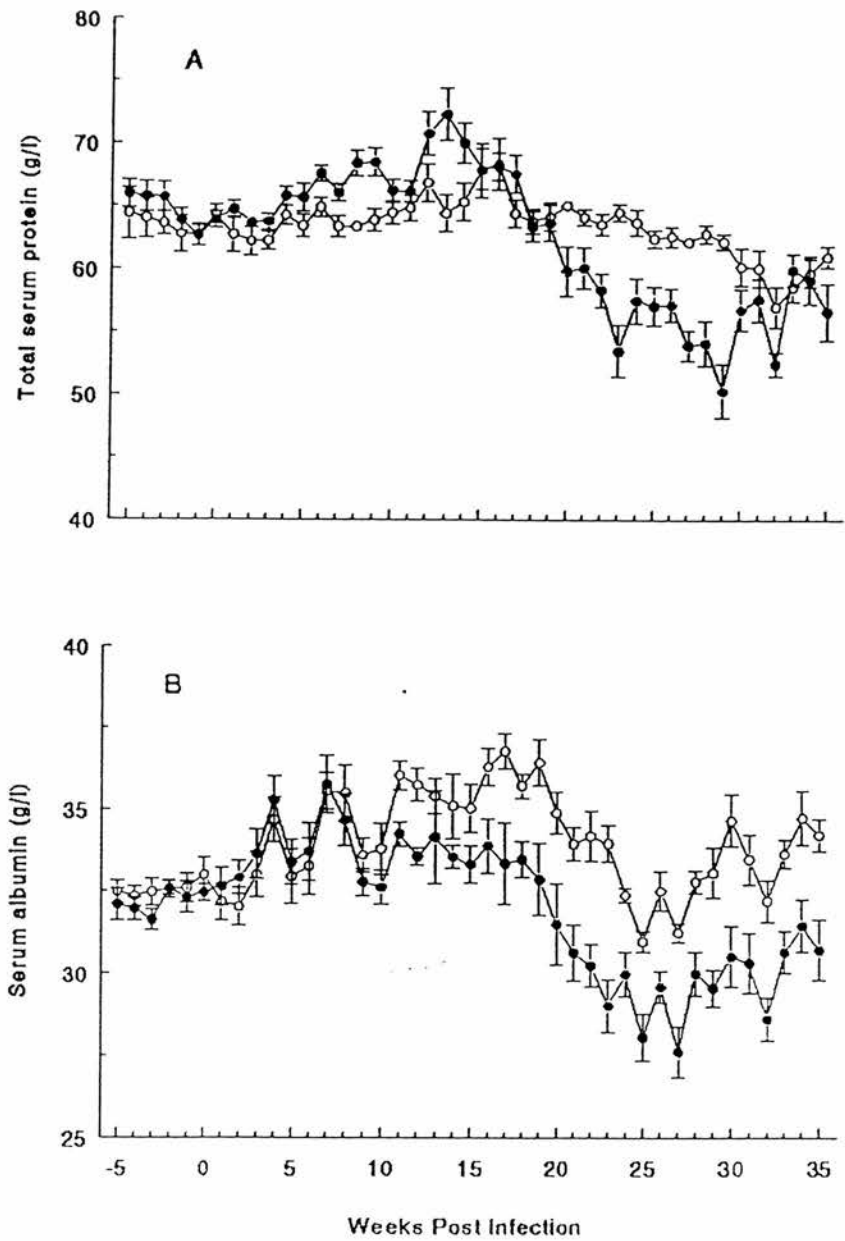 A
Total serum protein (g/l)
80
70
60
50
40
B
Serum albumin (g/l)
40
35
30
25
-5 0 5 10 15 20 25 30 35
Weeks Post Infection